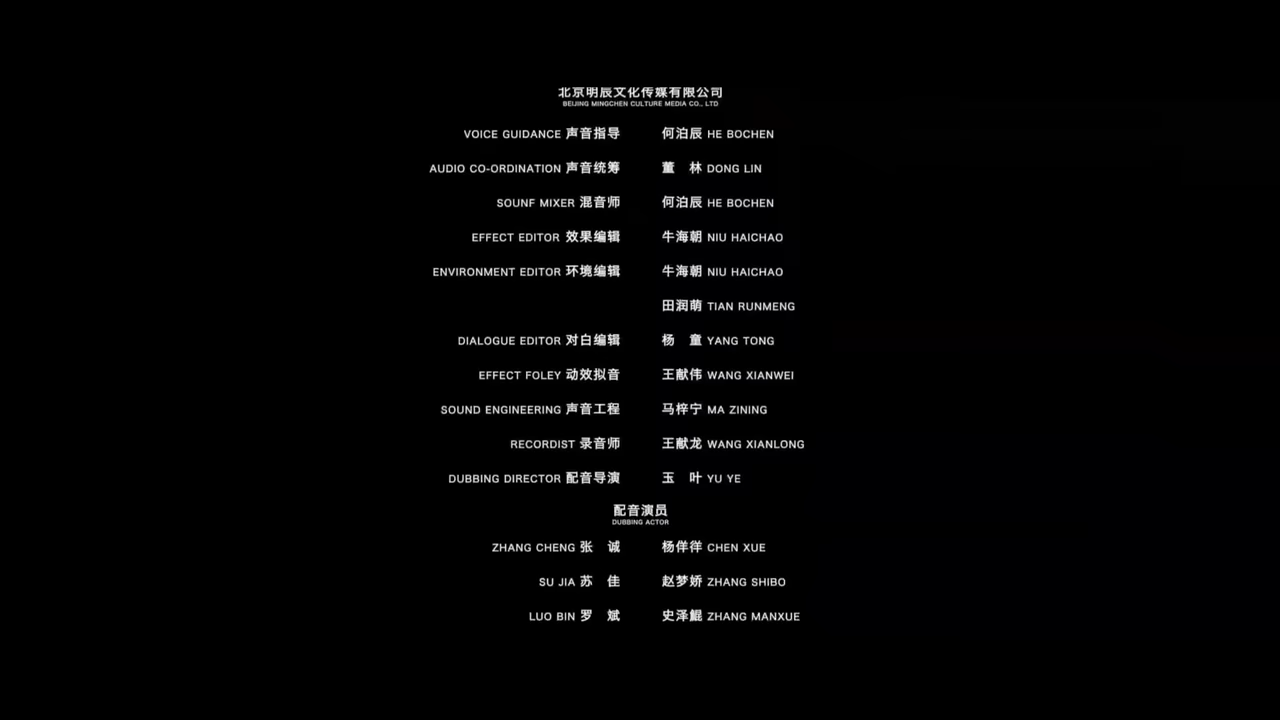 北京明辰文化传媒有限公司
BEIJING MINGCHEN CULTURE MEDIA CO., LTD
VOICE GUIDANCE 声音指导 何泊辰 HE BOCHEN
AUDIO CO-ORDINATION 声音统筹 董 林 DONG LIN
SOUNF MIXER 混音师 何泊辰 HE BOCHEN
EFFECT EDITOR 效果编辑 牛海朝 NIU HAICHAO
ENVIRONMENT EDITOR 环境编辑 牛海朝 NIU HAICHAO
田润萌 TIAN RUNMENG
DIALOGUE EDITOR 对白编辑 杨 童 YANG TONG
EFFECT FOLEY 动效拟音 王献伟 WANG XIANWEI
SOUND ENGINEERING 声音工程 马梓宁 MA ZINING
RECORDIST 录音师 王献龙 WANG XIANLONG
DUBBING DIRECTOR 配音导演 玉 叶 YU YE
配音演员
DUBBING ACTOR
ZHANG CHENG 张 诚 杨佯徉 CHEN XUE
SU JIA 苏 佳 赵梦娇 ZHANG SHIBO
LUO BIN 罗 斌 史泽鲲 ZHANG MANXUE